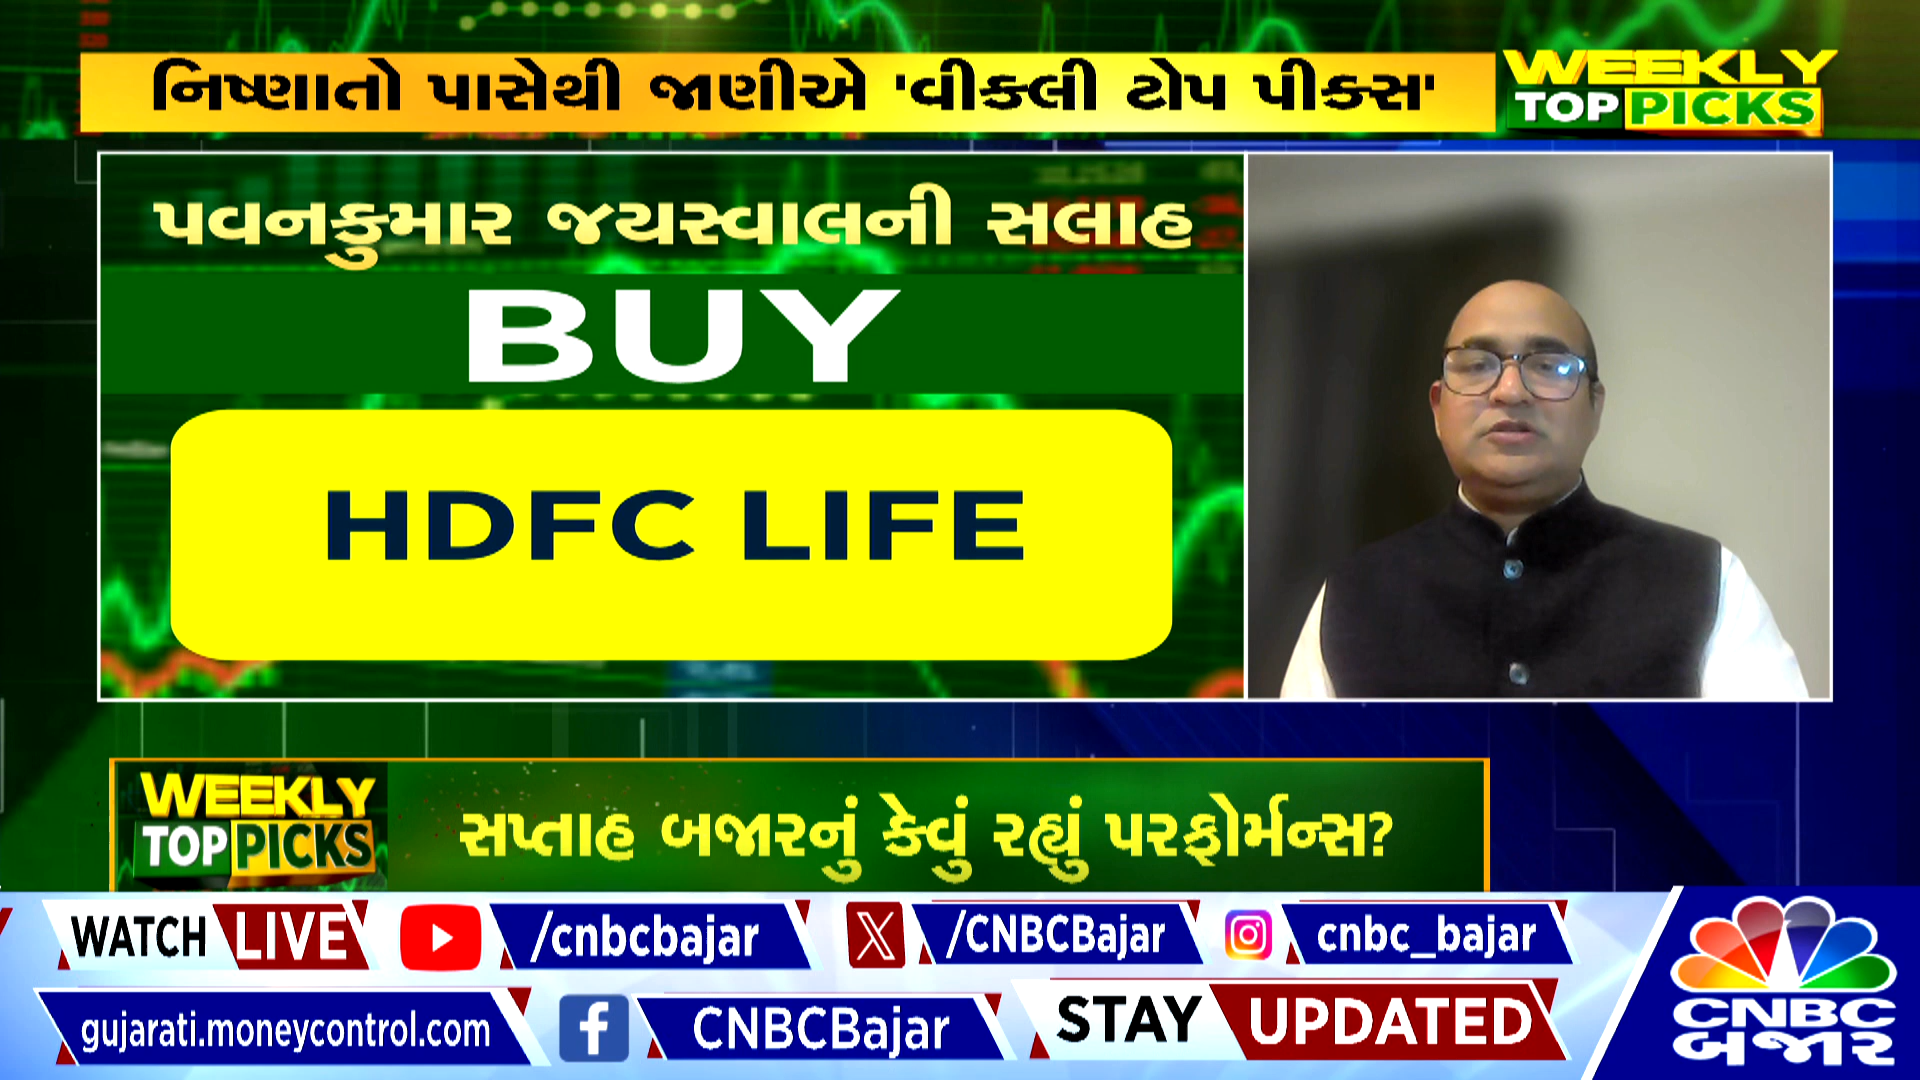 નિષ્ણાતો પાસેથી જાણીએ 'વીકલી ટોપ પીક્સ'
WEEKLY
TOP PICKS
પવનકુમાર જયસ્વાલની સલાહ
BUY
HDFC LIFE
WEEKLY
TOP PICKS
સપ્તાહ બજારનું કેવું રહ્યું પરફોર્મન્સ?
WATCH LIVE /cnbcbajar /CNBCBajar cnbc_bajar
gujarati.moneycontrol.com CNBCBajar STAY UPDATED
CNBC
બજાર